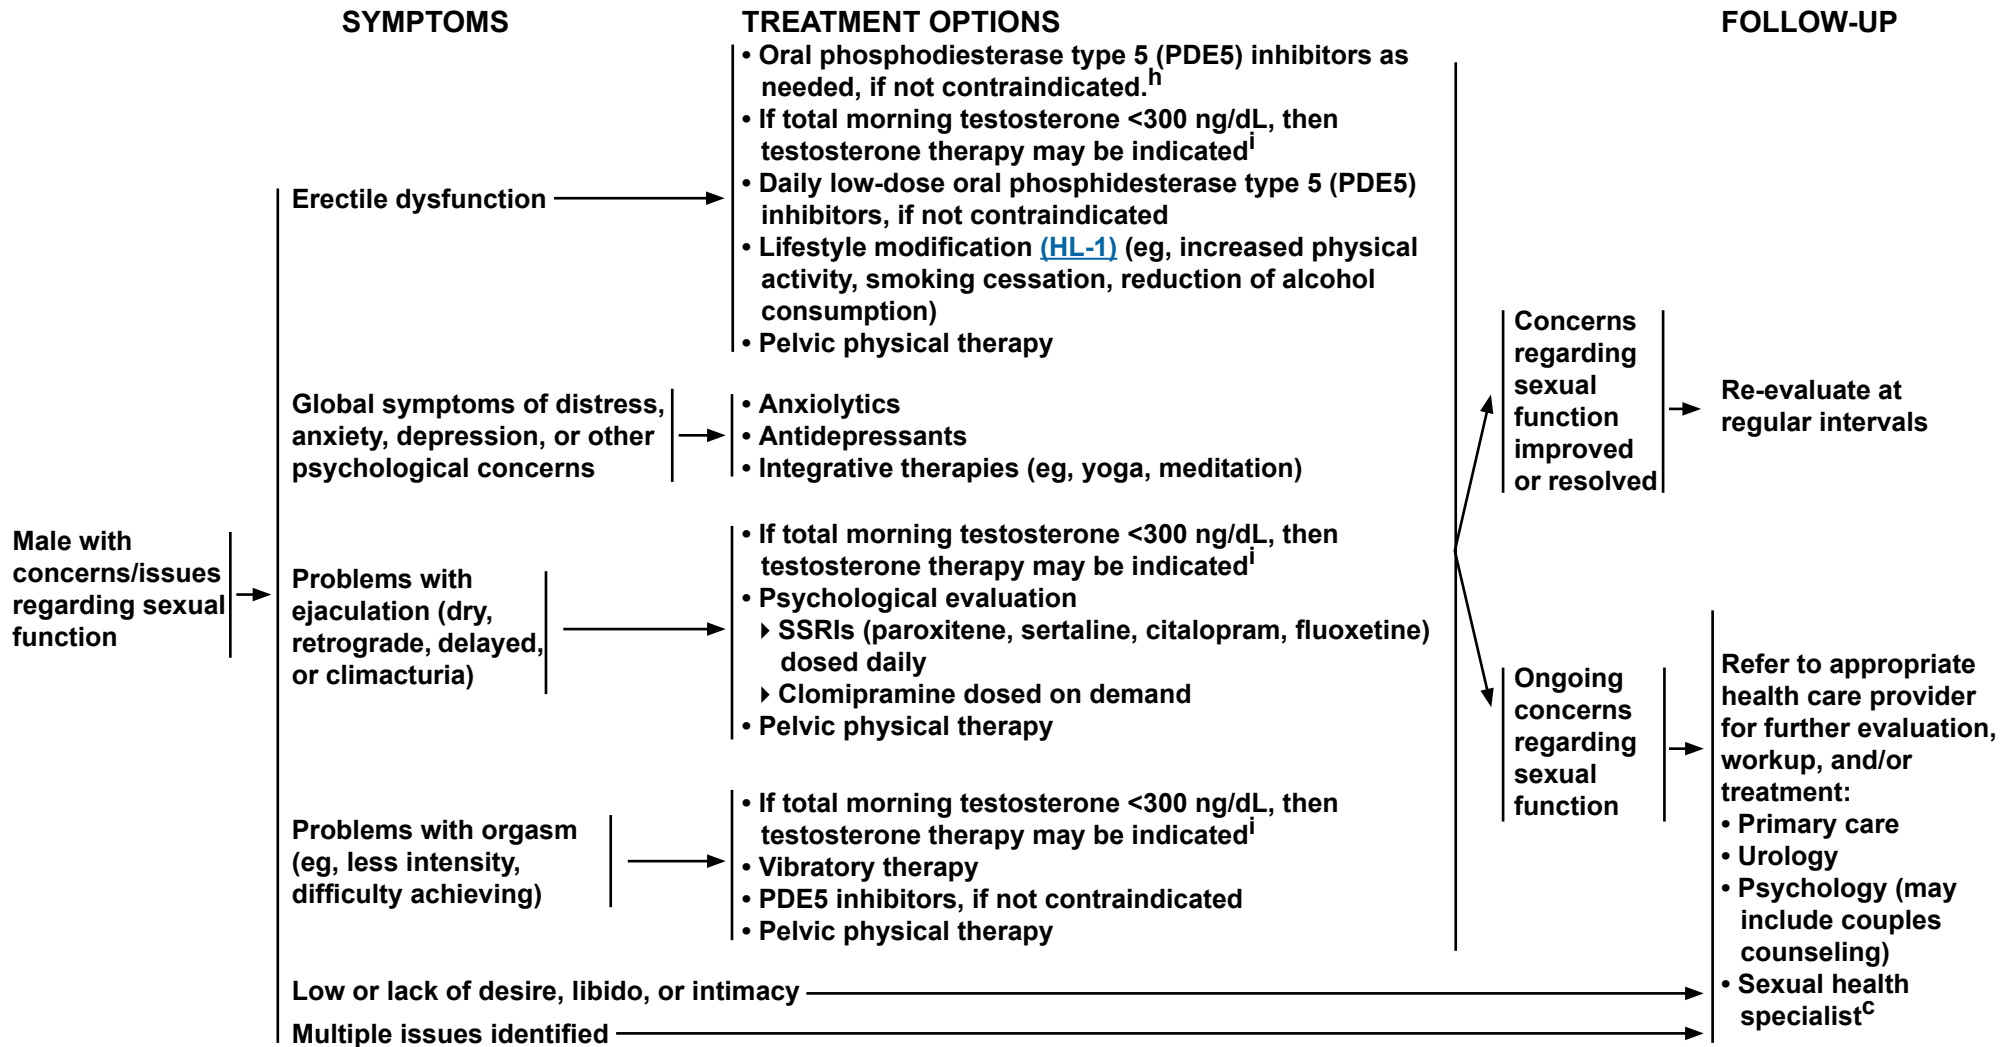 SYMPTOMS
TREATMENT OPTIONS
FOLLOW-UP
Male with
concerns/issues
regarding sexual
function
Erectile dysfunction
• Oral phosphodiesterase type 5 (PDE5) inhibitors as
needed, if not contraindicated.h
• If total morning testosterone <300 ng/dL, then
testosterone therapy may be indicatedi
• Daily low-dose oral phosphidesterase type 5 (PDE5)
inhibitors, if not contraindicated
• Lifestyle modification (HL-1) (eg, increased physical
activity, smoking cessation, reduction of alcohol
consumption)
• Pelvic physical therapy
Global symptoms of distress,
anxiety, depression, or other
psychological concerns
• Anxiolytics
• Antidepressants
• Integrative therapies (eg, yoga, meditation)
Problems with
ejaculation (dry,
retrograde, delayed,
or climacturia)
• If total morning testosterone <300 ng/dL, then
testosterone therapy may be indicatedi
• Psychological evaluation
▸ SSRIs (paroxitene, sertaline, citalopram, fluoxetine)
dosed daily
▸ Clomipramine dosed on demand
• Pelvic physical therapy
Problems with orgasm
(eg, less intensity,
difficulty achieving)
• If total morning testosterone <300 ng/dL, then
testosterone therapy may be indicatedi
• Vibratory therapy
• PDE5 inhibitors, if not contraindicated
• Pelvic physical therapy
Low or lack of desire, libido, or intimacy
Multiple issues identified
Concerns
regarding
sexual
function
improved
or resolved
Re-evaluate at
regular intervals
Ongoing
concerns
regarding
sexual
function
Refer to appropriate
health care provider
for further evaluation,
workup, and/or
treatment:
• Primary care
• Urology
• Psychology (may
include couples
counseling)
• Sexual health
specialistc